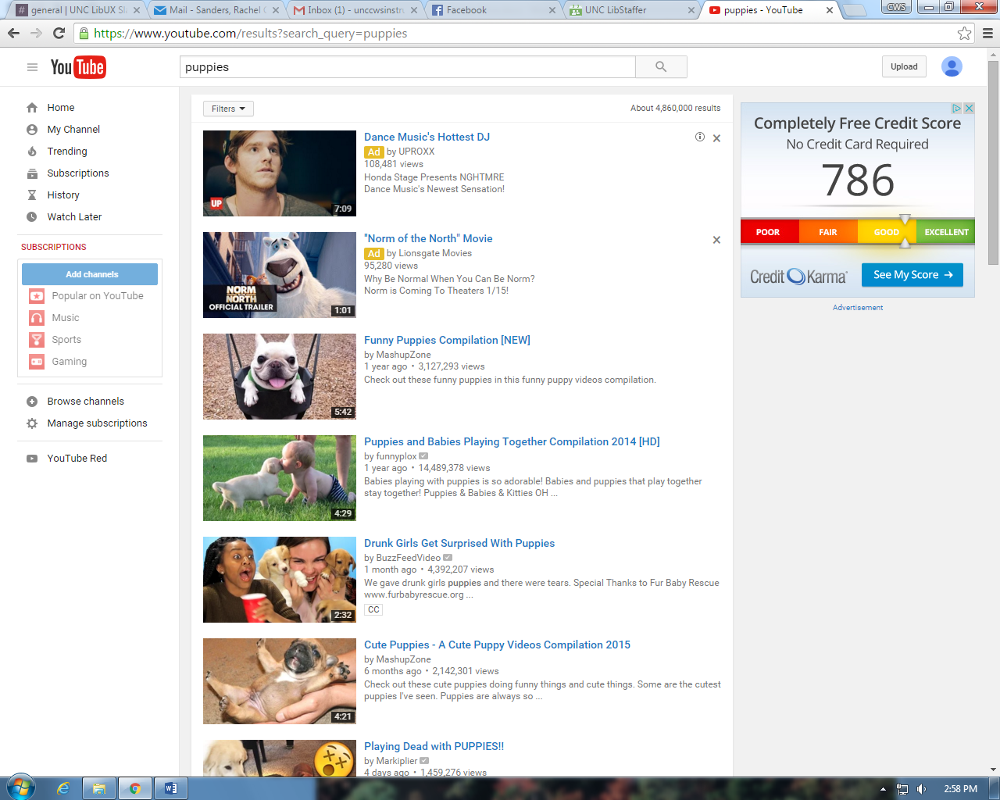 # general | UNC LibUX Sla
Mail - Sanders, Rachel C
Inbox (1) - unccwsinstru
Facebook
UNC LibStaffer
puppies - YouTube
CWS
https://www.youtube.com/results?search_query=puppies
YouTube
puppies
Upload
Home
My Channel
Trending
Subscriptions
History
Watch Later
SUBSCRIPTIONS
Add channels
Popular on YouTube
Music
Sports
Gaming
Browse channels
Manage subscriptions
YouTube Red
Filters
About 4,860,000 results
UP
7:09
Dance Music's Hottest DJ
Ad by UPROXX
108,481 views
Honda Stage Presents NGHTMRE
Dance Music's Newest Sensation!
NORM
OF THE
NORTH
OFFICIAL TRAILER
1:01
"Norm of the North" Movie
Ad by Lionsgate Movies
95,280 views
Why Be Normal When You Can Be Norm?
Norm is Coming To Theaters 1/15!
5:42
Funny Puppies Compilation [NEW]
by MashupZone
1 year ago • 3,127,293 views
Check out these funny puppies in this funny puppy videos compilation.
4:29
Puppies and Babies Playing Together Compilation 2014 [HD]
by funnyplox
1 year ago • 14,489,378 views
Babies playing with puppies is so adorable! Babies and puppies that play together
stay together! Puppies & Babies & Kitties OH ...
2:32
Drunk Girls Get Surprised With Puppies
by BuzzFeedVideo
1 month ago • 4,392,207 views
We gave drunk girls puppies and there were tears. Special Thanks to Fur Baby Rescue
www.furbabyrescue.org ...
CC
4:21
Cute Puppies - A Cute Puppy Videos Compilation 2015
by MashupZone
6 months ago • 2,142,301 views
Check out these cute puppies doing funny things and cute things. Some are the cutest
puppies I've seen. Puppies are always so ...
Playing Dead with PUPPIES!!
by Markiplier
4 days ago • 1,459,276 views
Completely Free Credit Score
No Credit Card Required
786
POOR FAIR GOOD EXCELLENT
Credit Karma
See My Score →
Advertisement
2:58 PM